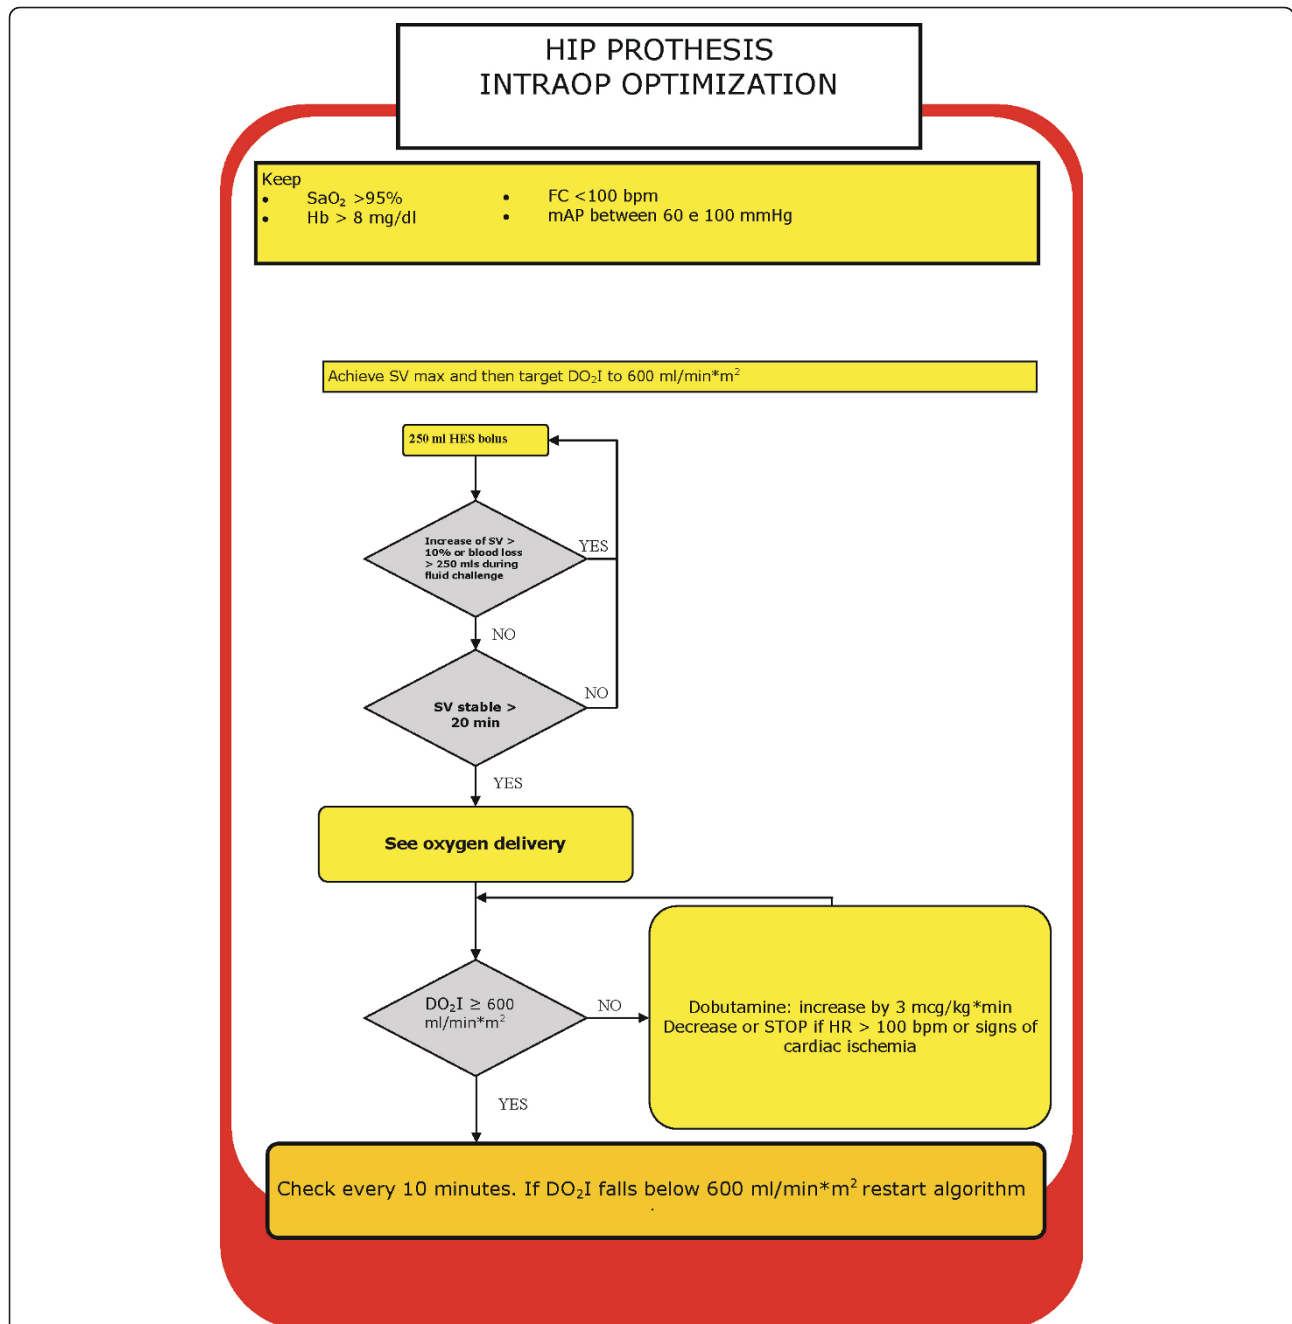 HIP PROTHESIS
INTRAOP OPTIMIZATION
Keep
• SaO₂ >95%
• Hb > 8 mg/dl
• FC <100 bpm
• mAP between 60 e 100 mmHg
Achieve SV max and then target DO₂I to 600 ml/min*m²
250 ml HES bolus
Increase of SV >
10% or blood loss
> 250 mls during
fluid challenge
YES
NO
SV stable >
20 min
NO
YES
See oxygen delivery
DO₂I ≥ 600
ml/min*m²
NO
Dobutamine: increase by 3 mcg/kg*min
Decrease or STOP if HR > 100 bpm or signs of
cardiac ischemia
YES
Check every 10 minutes. If DO₂I falls below 600 ml/min*m² restart algorithm
.